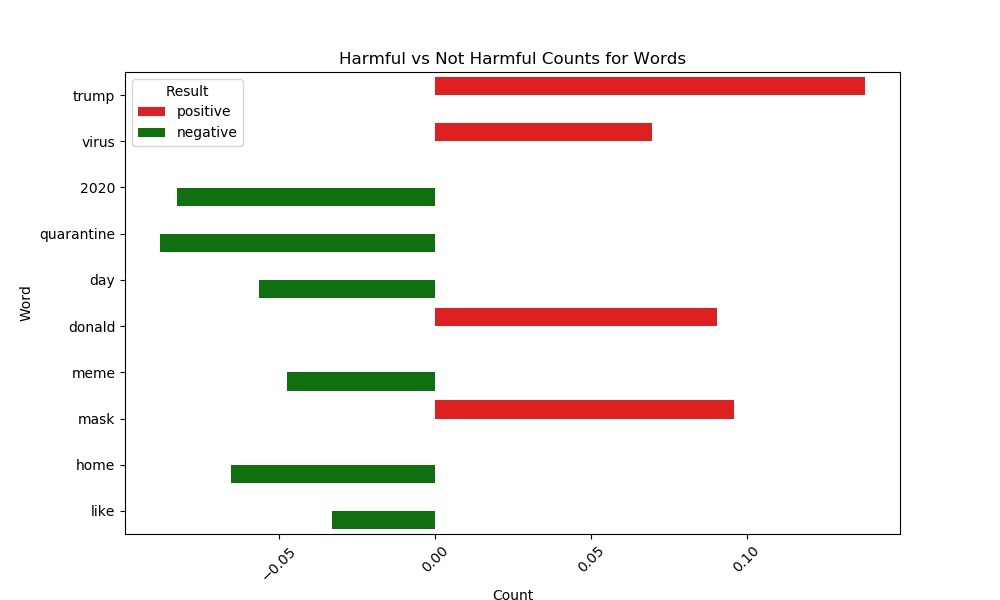 Harmful vs Not Harmful Counts for Words
Result
positive
negative
trump
virus
2020
quarantine
day
donald
meme
mask
home
like
Word
−0.05
0.00
0.05
0.10
Count